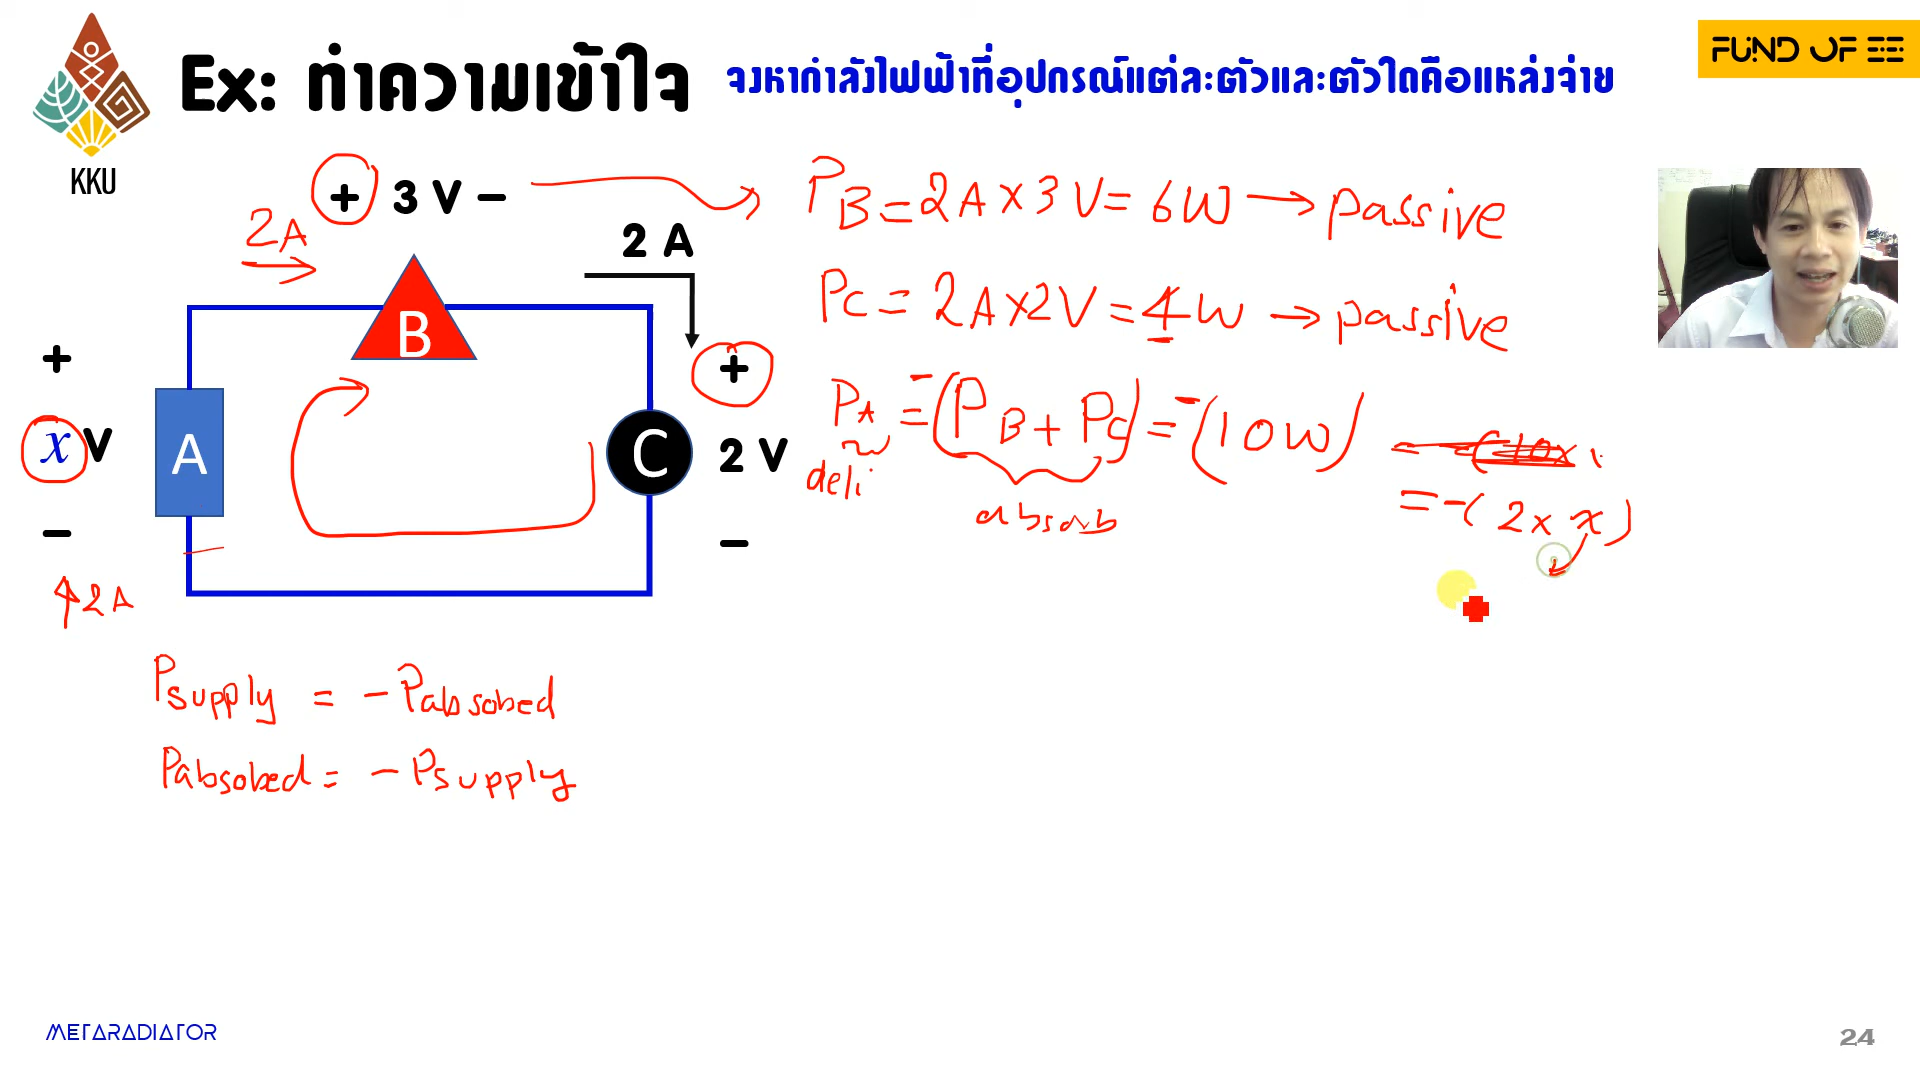 Ex: ทำความเข้าใจ
จงหากำลังไฟฟ้าที่อุปกรณ์แต่ละตัวและตัวใดคือแหล่งจ่าย
FUND OF EE
KKU
+ 3 V −
2A
2 A
B
+
x V
−
A
C
+
2 V
−
2A
PB = 2A x 3V = 6W → passive
PC = 2A x 2V = 4W → passive
PA = -(PB + PC) = -(10W)
= -(2 x x)
deli
absorb
Psupply = - Pabsobed
Pabsobed = - Psupply
METARADIATOR
24